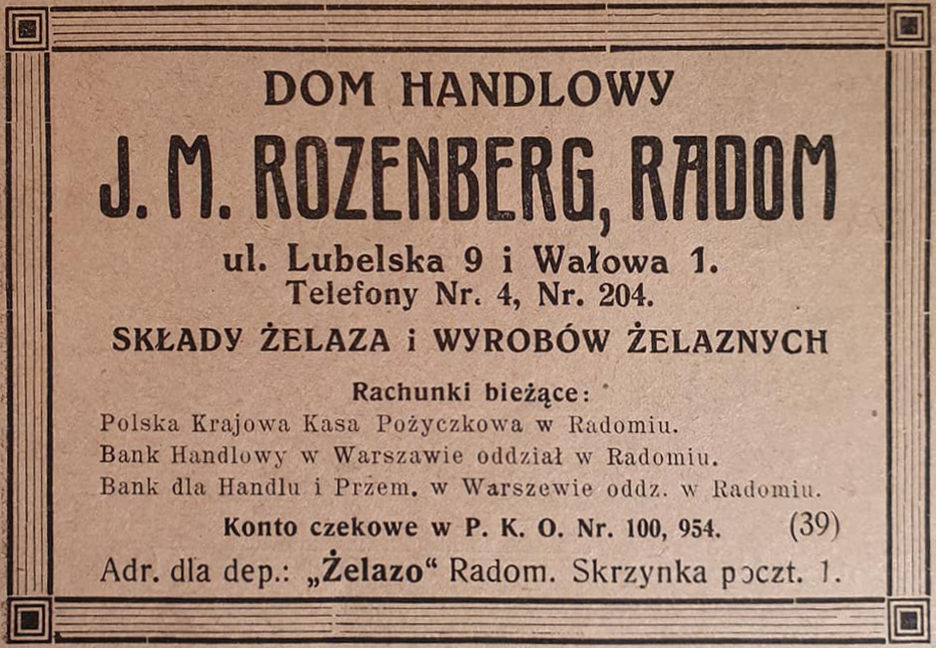 DOM HANDLOWY
J. M. ROZENBERG, RADOM
ul. Lubelska 9 i Wałowa 1.
Telefony Nr. 4, Nr. 204.
SKŁADY ŻELAZA i WYROBÓW ŻELAZNYCH
Rachunki bieżące:
Polska Krajowa Kasa Pożyczkowa w Radomiu.
Bank Handlowy w Warszawie oddział w Radomiu.
Bank dla Handlu i Przem. w Warszewie oddz. w Radomiu.
Konto czekowe w P. K. O. Nr. 100, 954. (39)
Adr. dla dep.: „Żelazo“ Radom. Skrzynka poczt. 1.